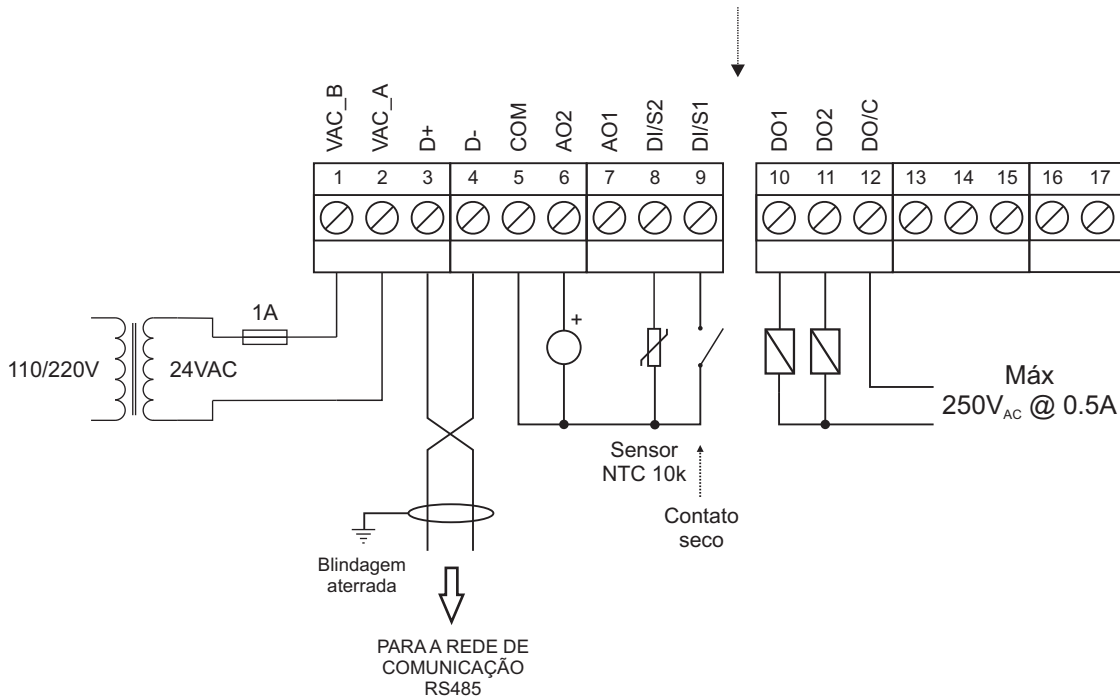 VAC_B
VAC_A
D+
D-
COM
AO2
AO1
DI/S2
DI/S1
DO1
DO2
DO/C
1 2 3 4 5 6 7 8 9 10 11 12 13 14 15 16 17
1A
110/220V
24VAC
+
Máx
250VAC @ 0.5A
Sensor
NTC 10k
Contato
seco
Blindagem
aterrada
PARA A REDE DE
COMUNICAÇÃO
RS485